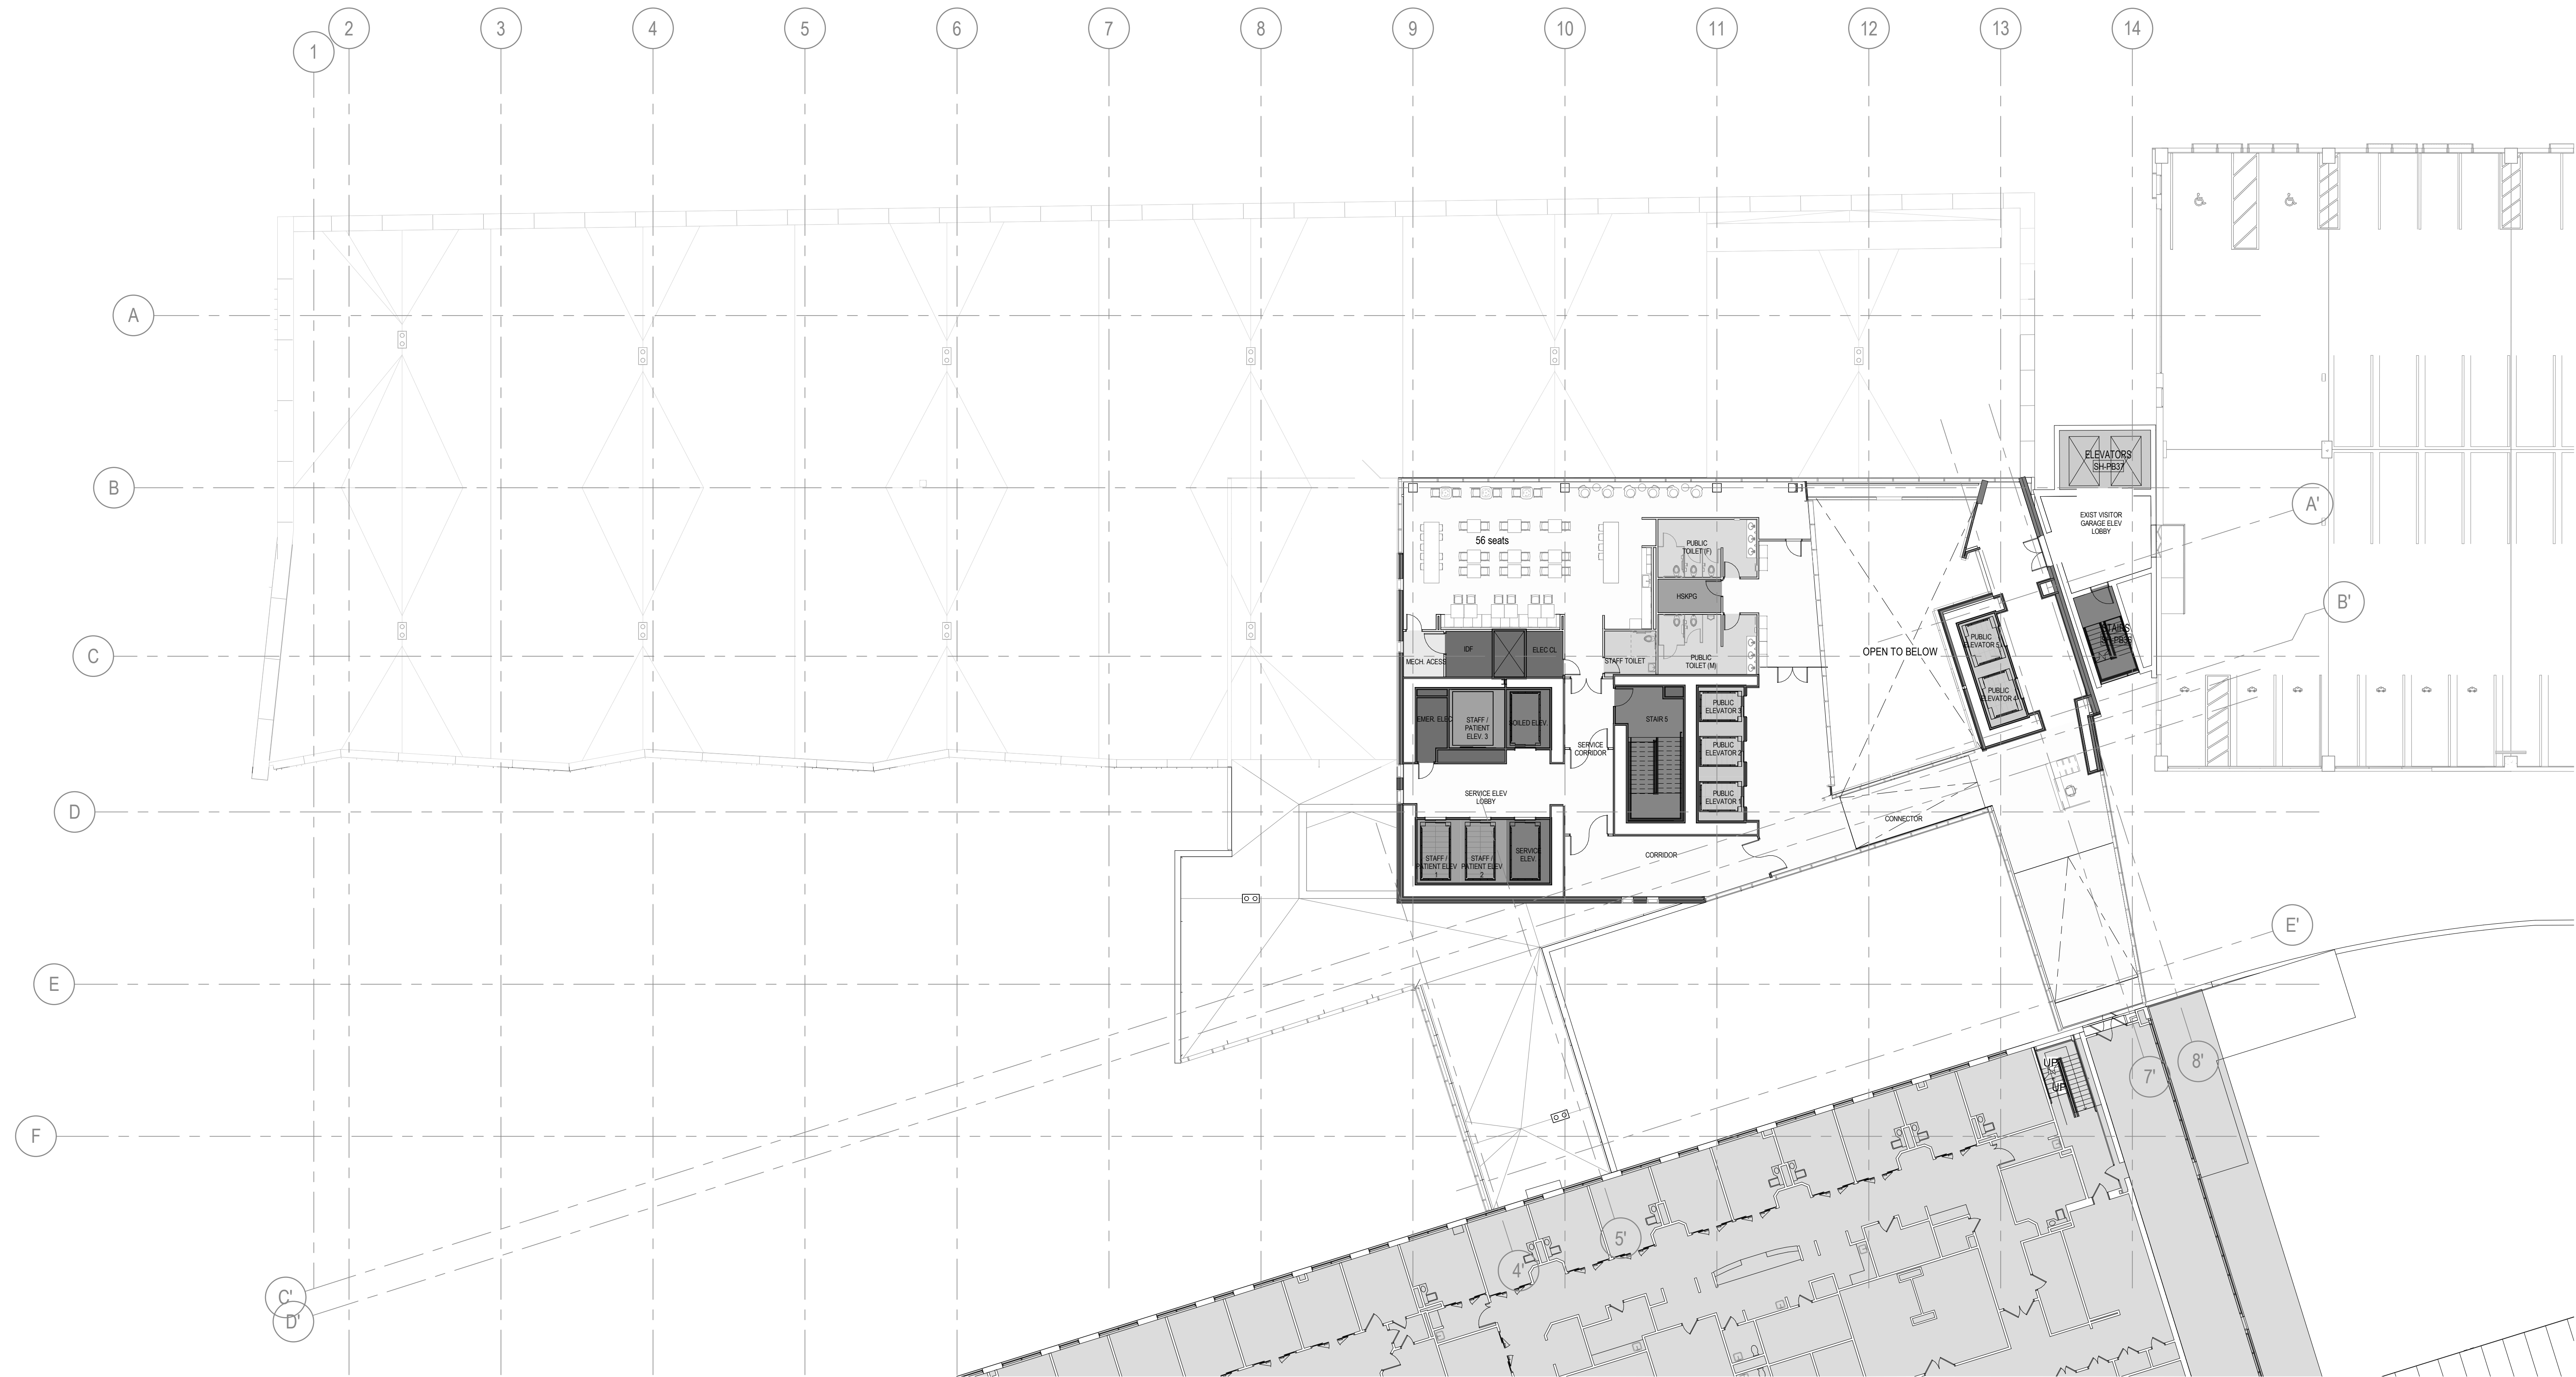 1
2
3
4
5
6
7
8
9
10
11
12
13
14
A
B
C
D
E
F
A'
B'
E'
C'
D'
4'
5'
7'
8'
ELEVATORS
SH-PB37
EXIST VISITOR
GARAGE ELEV
LOBBY
STAIRS
56 seats
PUBLIC
TOILET (F)
HSKPG
PUBLIC
TOILET (M)
STAFF TOILET
MECH. ACESS
IDF
ELEC CL
OPEN TO BELOW
PUBLIC
ELEVATOR 5
PUBLIC
ELEVATOR 4
EMER. ELEC
STAFF /
PATIENT
ELEV. 3
SOILED ELEV.
STAIR 5
SERVICE
CORRIDOR
PUBLIC
ELEVATOR 3
PUBLIC
ELEVATOR 2
PUBLIC
ELEVATOR 1
SERVICE ELEV
LOBBY
STAFF /
PATIENT ELEV
1
STAFF /
PATIENT ELEV
2
SERVICE
ELEV.
CORRIDOR
CONNECTOR
UP
UP